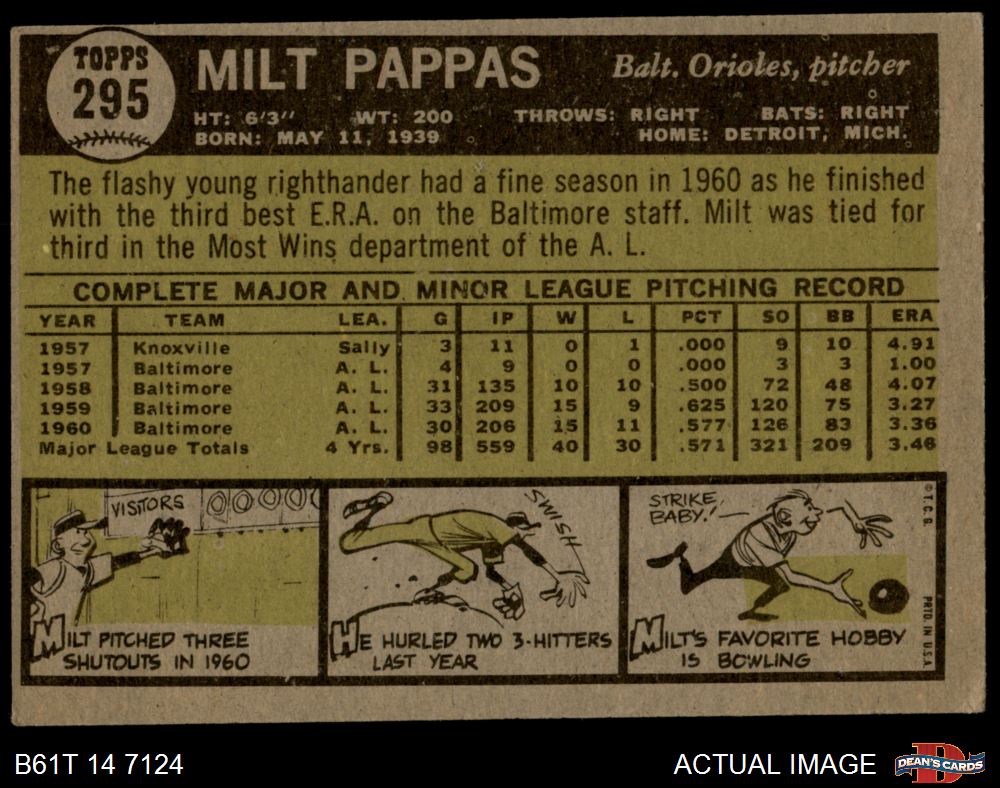 TOPPS
295
MILT PAPPAS
Balt. Orioles, pitcher
HT: 6'3" WT: 200 THROWS: RIGHT BATS: RIGHT
BORN: MAY 11, 1939 HOME: DETROIT, MICH.
The flashy young righthander had a fine season in 1960 as he finished
with the third best E.R.A. on the Baltimore staff. Milt was tied for
third in the Most Wins department of the A. L.
COMPLETE MAJOR AND MINOR LEAGUE PITCHING RECORD
YEAR TEAM LEA. G IP W L PCT SO BB ERA
1957 Knoxville Sally 3 11 0 1 .000 9 10 4.91
1957 Baltimore A. L. 4 9 0 0 .000 3 3 1.00
1958 Baltimore A. L. 31 135 10 10 .500 72 48 4.07
1959 Baltimore A. L. 33 209 15 9 .625 120 75 3.27
1960 Baltimore A. L. 30 206 15 11 .577 126 83 3.36
Major League Totals 4 Yrs. 98 559 40 30 .571 321 209 3.46
VISITORS
MILT PITCHED THREE
SHUTOUTS IN 1960
SWISH
HE HURLED TWO 3-HITTERS
LAST YEAR
STRIKE,
BABY!
MILT'S FAVORITE HOBBY
IS BOWLING
© T. C. G.
PRTD. IN U.S.A.
B61T 14 7124
ACTUAL IMAGE
D
DEAN'S CARDS